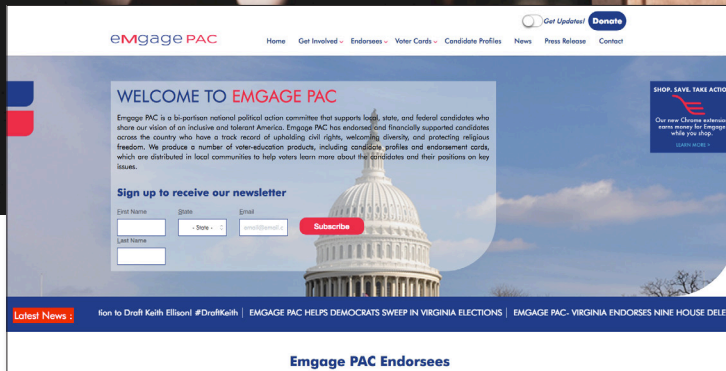 Get Updates! Donate
eMgage PAC
Home Get Involved Endorsees Voter Cards Candidate Profiles News Press Release Contact
WELCOME TO EMGAGE PAC
Emgage PAC is a bi-partison national political action committee that supports local, state, and federal candidates who
share our vision of an inclusive and tolerant America. Emgage PAC has endorsed and financially supported candidates
across the country who have a track record of upholding civil rights, welcoming diversity, and protecting religious
freedom. We produce a number of voter-education products, including candidate profiles and endorsement cards,
which are distributed in local communities to help voters learn more about the candidates and their positions on key
issues.
Sign up to receive our newsletter
First Name State Email
- State - email@email.c
Subscribe
Last Name
SHOP. SAVE. TAKE ACTIO
Our new Chrome extension
earns money for Emgage
while you shop.
LEARN MORE >
Latest News : tion to Draft Keith Ellison! #DraftKeith | EMGAGE PAC HELPS DEMOCRATS SWEEP IN VIRGINIA ELECTIONS | EMGAGE PAC- VIRGINIA ENDORSES NINE HOUSE DELE
Emgage PAC Endorsees